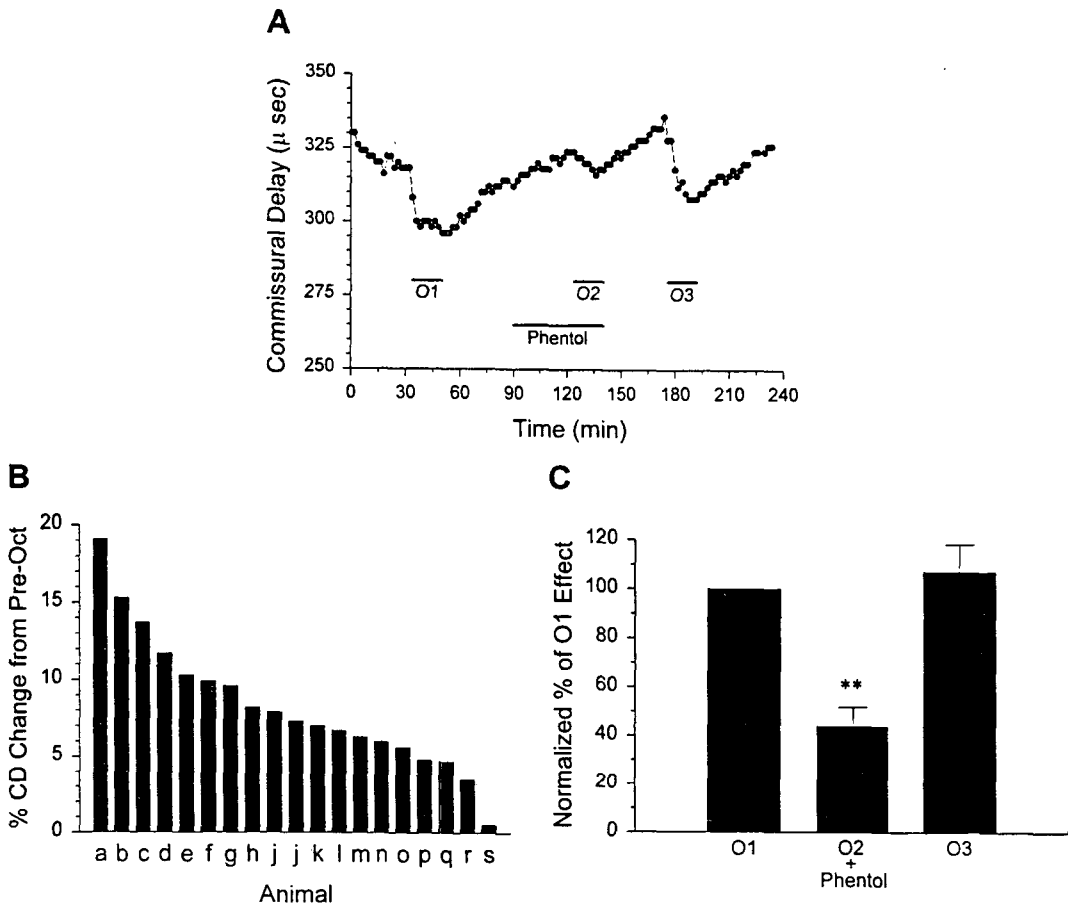 A
Commissural Delay (μ sec)
350
325
300
275
250
O1
O2
O3
Phentol
0 30 60 90 120 150 180 210 240
Time (min)
B
% CD Change from Pre-Oct
20
15
10
5
0
a b c d e f g h j j k l m n o p q r s
Animal
C
Normalized % of O1 Effect
120
100
80
60
40
20
0
**
O1 O2 O3
+
Phentol